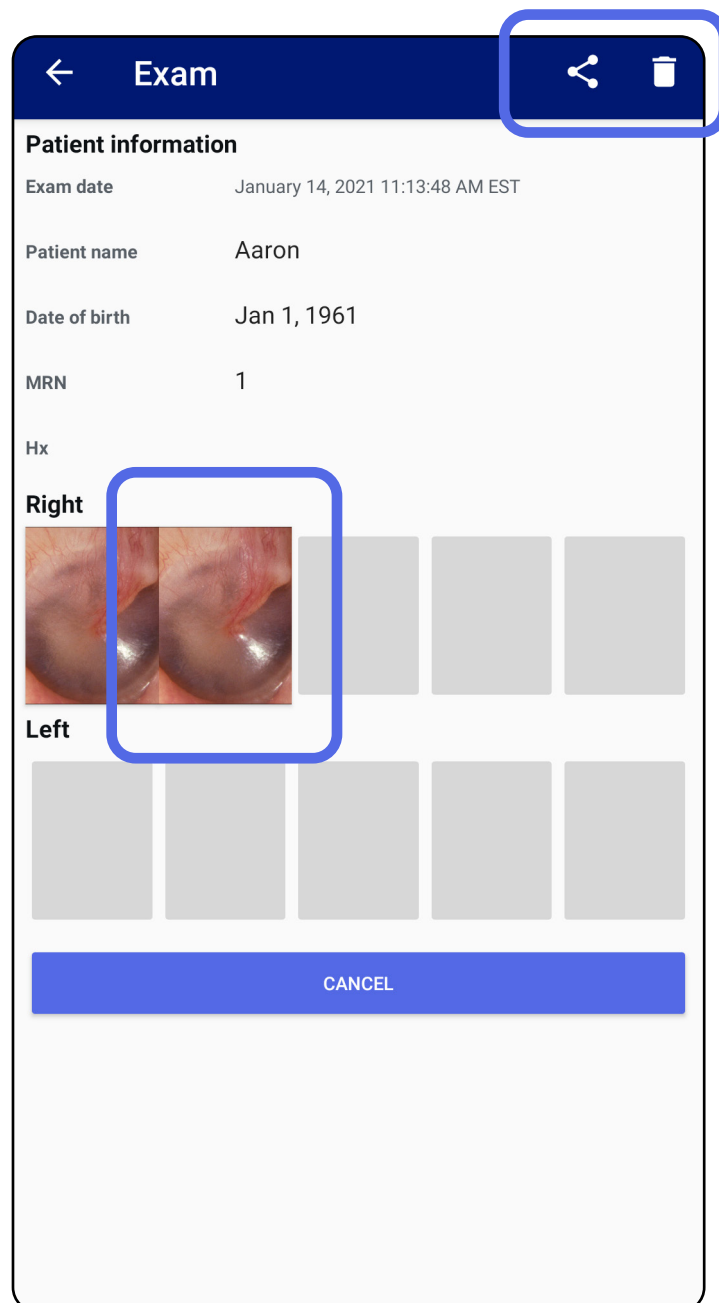 Exam
Patient information
Exam date January 14, 2021 11:13:48 AM EST
Patient name Aaron
Date of birth Jan 1, 1961
MRN 1
Hx
Right
Left
CANCEL